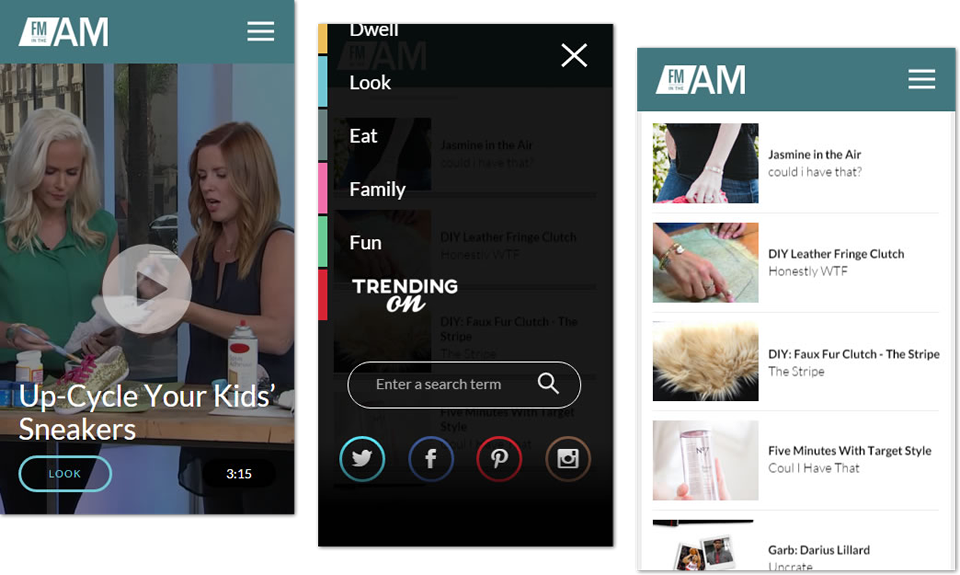 FM
IN THE
AM
Up-Cycle Your Kids'
Sneakers
LOOK
3:15
Dwell
Look
Eat
Family
Fun
TRENDING
on
Enter a search term
Jasmine in the Air
could i have that?
DIY Leather Fringe Clutch
Honestly WTF
DIY: Faux Fur Clutch - The
Stripe
The Stripe
Five Minutes With Target
Style
Coul I Have That
FM
IN THE
AM
Jasmine in the Air
could i have that?
DIY Leather Fringe Clutch
Honestly WTF
DIY: Faux Fur Clutch - The Stripe
The Stripe
Five Minutes With Target Style
Coul I Have That
Garb: Darius Lillard
Uncrate